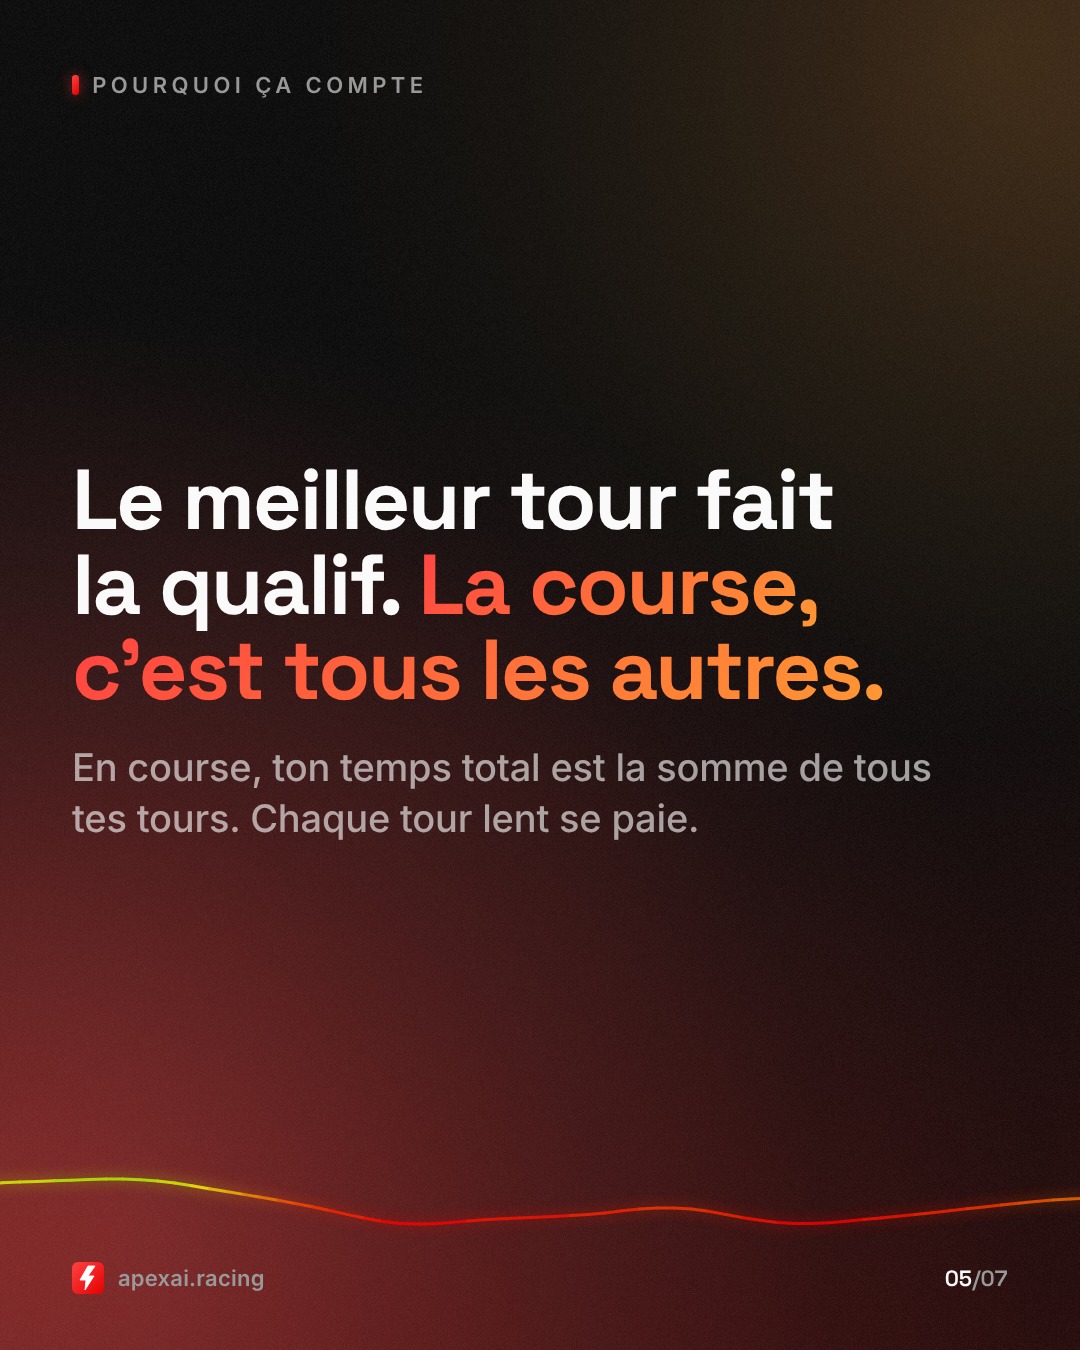 POURQUOI ÇA COMPTE
Le meilleur tour fait
la qualif. La course,
c’est tous les autres.
En course, ton temps total est la somme de tous
tes tours. Chaque tour lent se paie.
apexai.racing
05/07